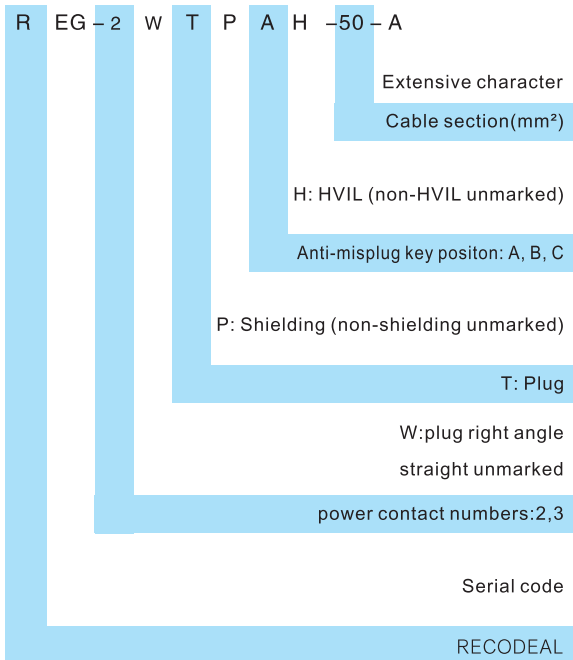 R EG – 2 W T P A H –50 – A
Extensive character
Cable section(mm²)
H: HVIL (non-HVIL unmarked)
Anti-misplug key positon: A, B, C
P: Shielding (non-shielding unmarked)
T: Plug
W:plug right angle
straight unmarked
power contact numbers:2,3
Serial code
RECODEAL